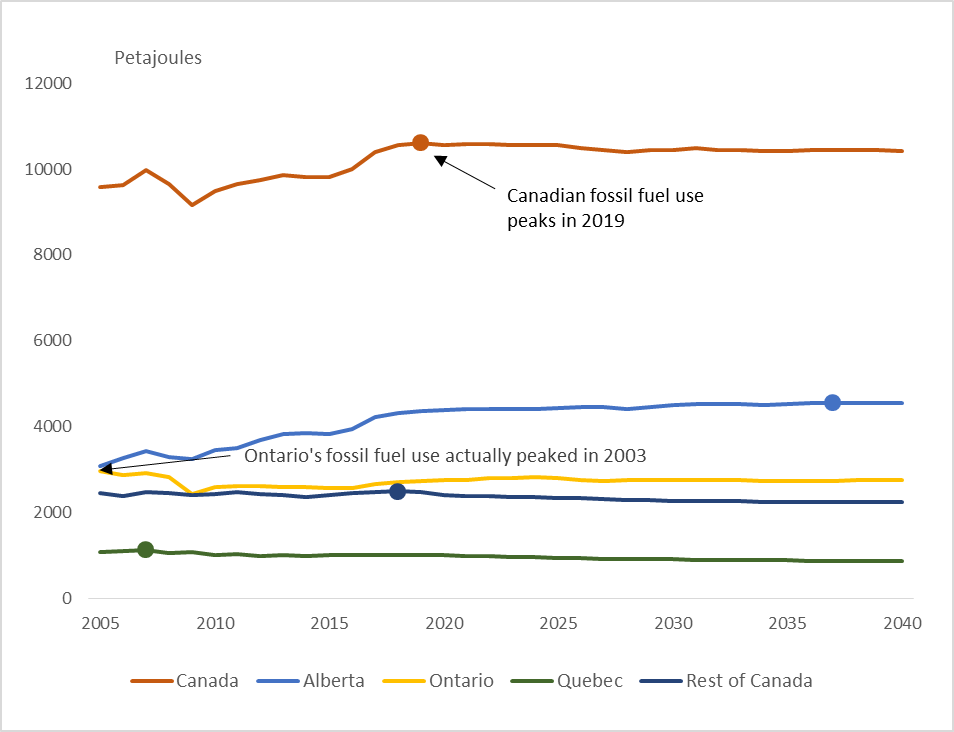 Petajoules
12000
10000
8000
6000
4000
2000
0
Canadian fossil fuel use
peaks in 2019
Ontario's fossil fuel use actually peaked in 2003
2005 2010 2015 2020 2025 2030 2035 2040
Canada Alberta Ontario Quebec Rest of Canada